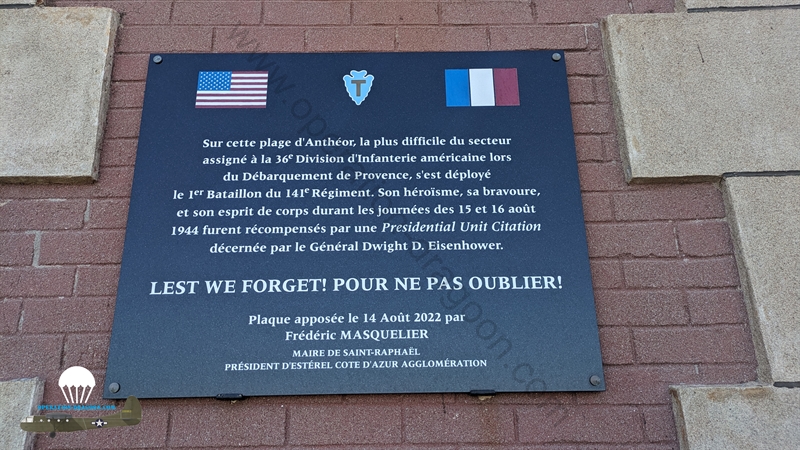 T
Sur cette plage d'Anthéor, la plus difficile du secteur
assigné à la 36e Division d'Infanterie américaine lors
du Débarquement de Provence, s'est déployé
le 1er Bataillon du 141e Régiment. Son héroïsme, sa bravoure,
et son esprit de corps durant les journées des 15 et 16 août
1944 furent récompensés par une Presidential Unit Citation
décernée par le Général Dwight D. Eisenhower.
LEST WE FORGET! POUR NE PAS OUBLIER!
Plaque apposée le 14 Août 2022 par
Frédéric MASQUELIER
MAIRE DE SAINT-RAPHAËL
PRÉSIDENT D'ESTÉREL COTE D'AZUR AGGLOMÉRATION